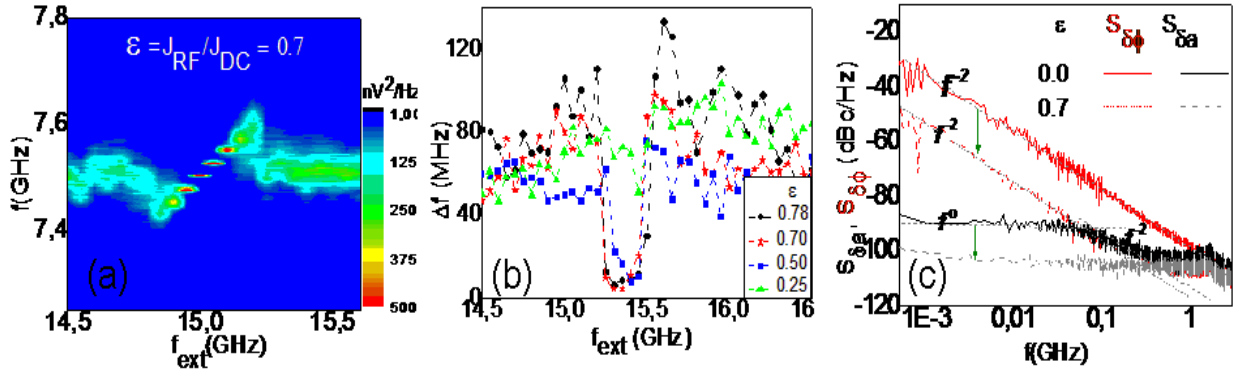 7,8
7,6
7,4
f(GHz)
ε = J_RF/J_DC = 0.7
(a)
14,5
15,0
15,5
f_ext(GHz)
nV²/Hz
1.00
125
250
375
500
120
80
40
0
Δf (MHz)
(b)
ε
0.78
0.70
0.50
0.25
14,5
15,0
15,5
16,0
16,5
f_ext (GHz)
-20
-40
-60
-80
-100
-120
S_δa, S_δϕ (dBc/Hz)
ε S_δϕ S_δa
0.0
0.7
f^-2
f^-2
f^0
f^-2
(c)
1E-3
0,01
0,1
1
f(GHz)